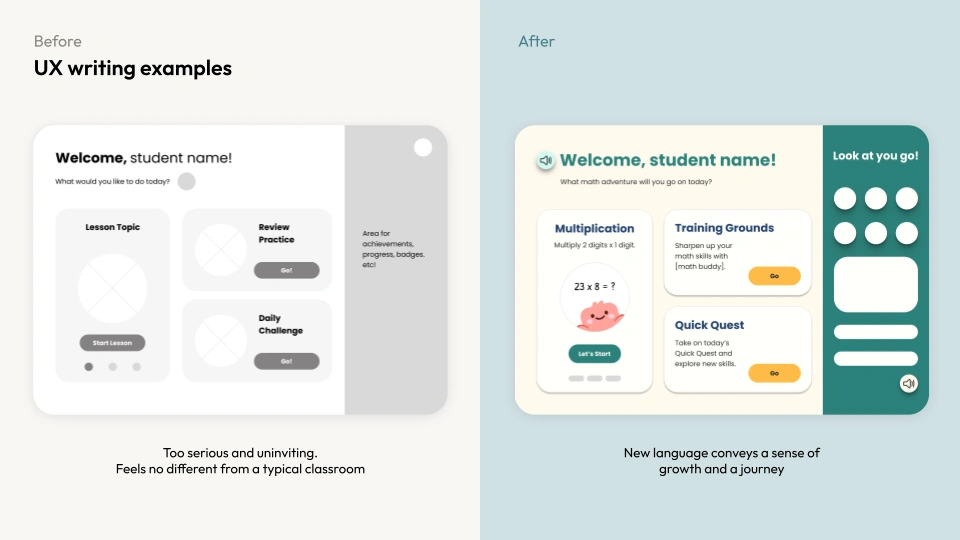 Before
UX writing examples
Welcome, student name!
What would you like to do today?
Lesson Topic
Start Lesson
Review
Practice
Go!
Daily
Challenge
Go!
Area for
achievements,
progress, badges.
etc!
Too serious and uninviting.
Feels no different from a typical classroom
After
Welcome, student name!
What math adventure will you go on today?
Multiplication
Multiply 2 digits x 1 digit.
23 x 8 = ?
Let's Start
Training Grounds
Sharpen up your
math skills with
[math buddy].
Go
Quick Quest
Take on today's
Quick Quest and
explore new skills.
Go
Look at you go!
New language conveys a sense of
growth and a journey